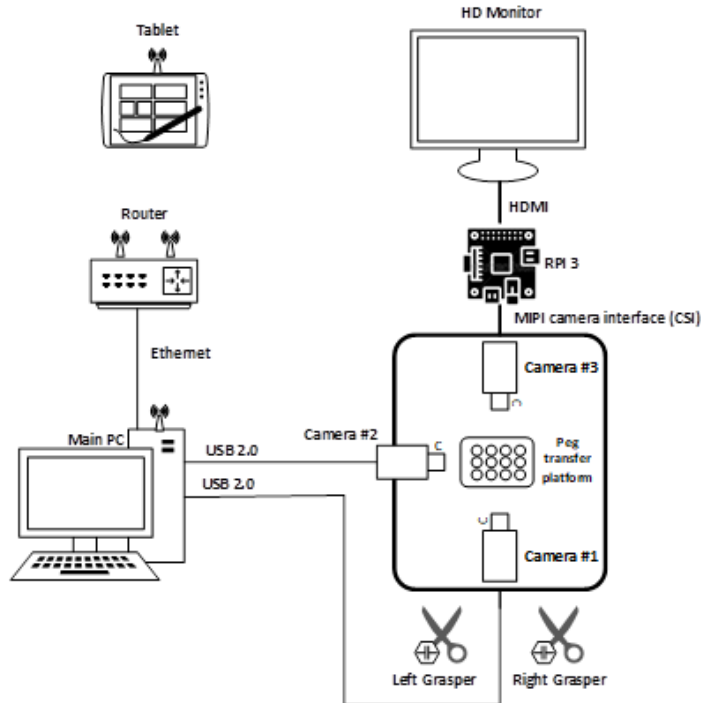 HD Monitor
Tablet
HDMI
Router
RPI 3
MIPI camera interface (CSI)
Ethernet
Camera #3
Main PC
Camera #2
C
USB 2.0
Peg
transfer
platform
USB 2.0
Camera #1
Left Grasper
Right Grasper